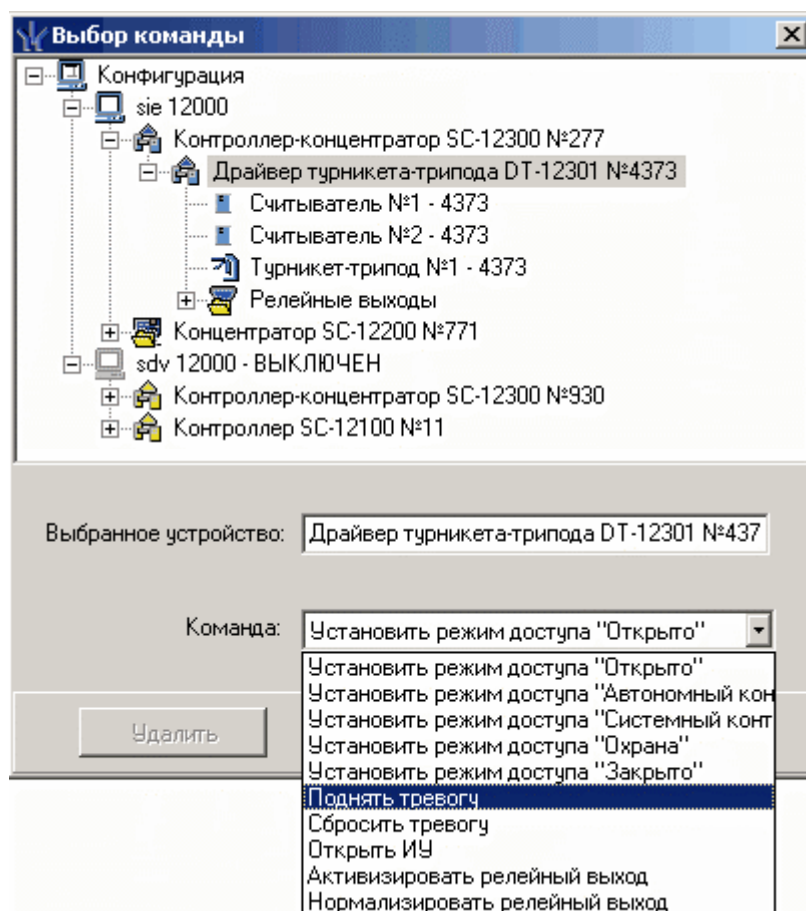 Выбор команды
Конфигурация
sie 12000
Контроллер-концентратор SC-12300 №277
Драйвер турникета-трипода DT-12301 №4373
Считыватель №1 - 4373
Считыватель №2 - 4373
Турникет-трипод №1 - 4373
Релейные выходы
Концентратор SC-12200 №771
sdv 12000 - ВЫКЛЮЧЕН
Контроллер-концентратор SC-12300 №930
Контроллер SC-12100 №11
Выбранное устройство: Драйвер турникета-трипода DT-12301 №437
Команда: Установить режим доступа "Открыто"
Установить режим доступа "Открыто"
Установить режим доступа "Автономный кон
Установить режим доступа "Системный конт
Установить режим доступа "Охрана"
Установить режим доступа "Закрыто"
Удалить
Поднять тревогу
Сбросить тревогу
Открыть ИУ
Активизировать релейный выход
Нормализировать релейный выход